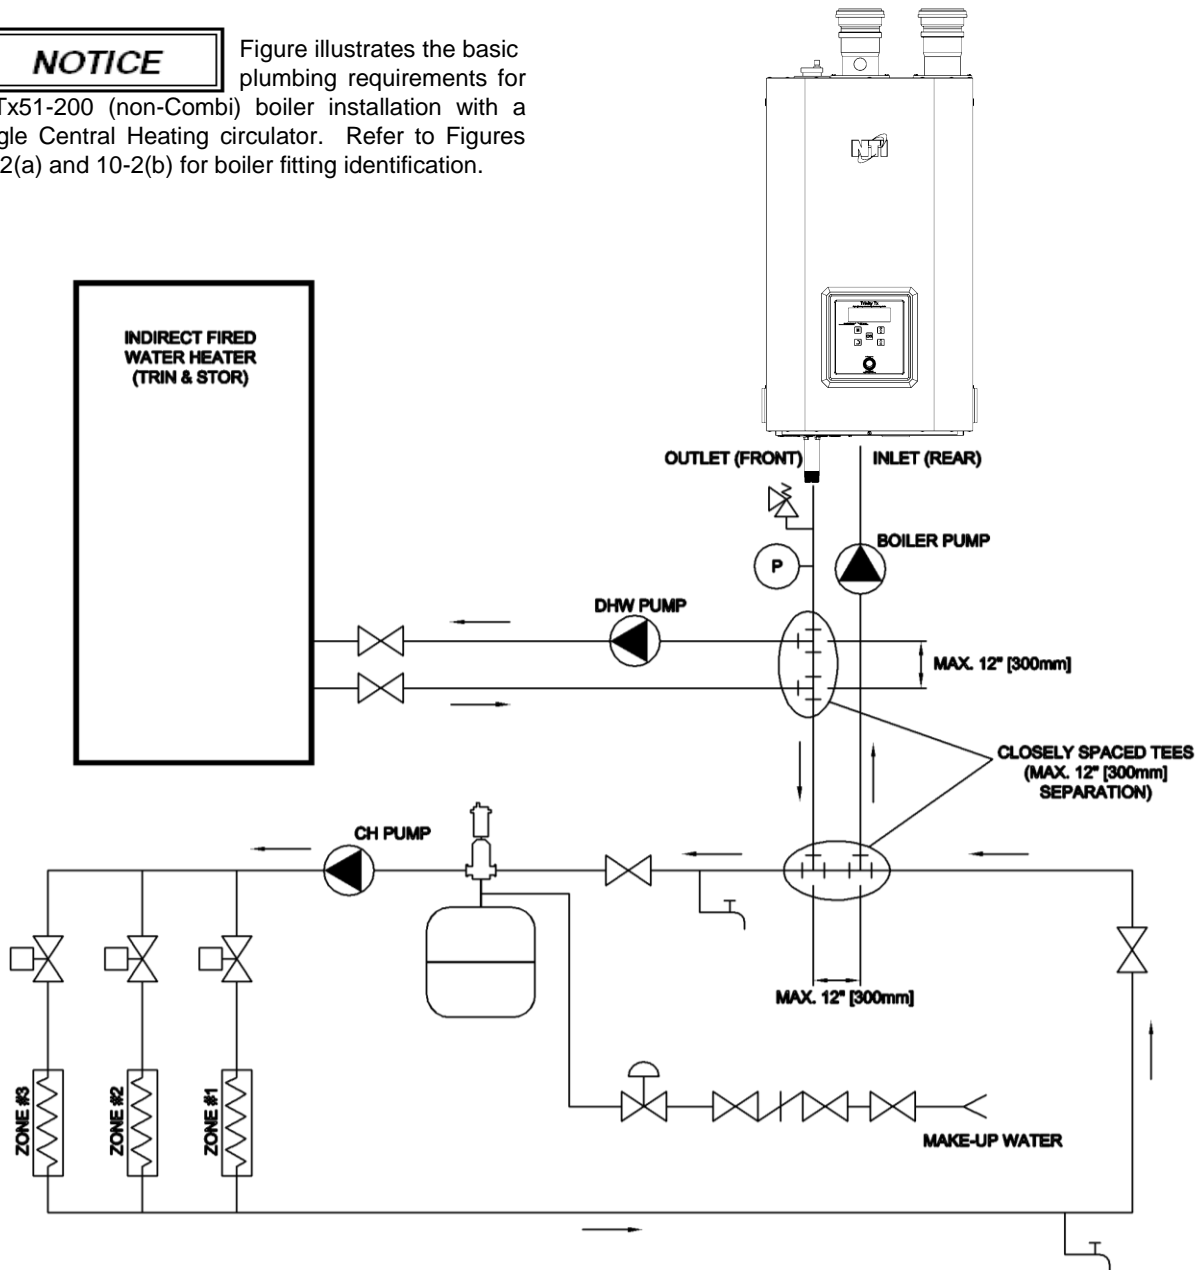 NOTICE
Figure illustrates the basic
plumbing requirements for
Tx51-200 (non-Combi) boiler installation with a
gle Central Heating circulator. Refer to Figures
2(a) and 10-2(b) for boiler fitting identification.
NTI
Trinity Tx
INDIRECT FIRED
WATER HEATER
(TRIN & STOR)
OUTLET (FRONT)
INLET (REAR)
BOILER PUMP
P
DHW PUMP
MAX. 12" [300mm]
CLOSELY SPACED TEES
(MAX. 12" [300mm]
SEPARATION)
CH PUMP
MAX. 12" [300mm]
ZONE #3
ZONE #2
ZONE #1
MAKE-UP WATER